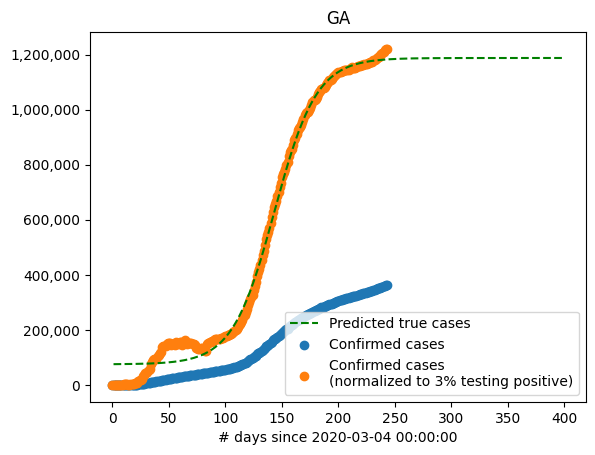 GA
1,200,000
1,000,000
800,000
600,000
400,000
200,000
0
Predicted true cases
Confirmed cases
Confirmed cases
(normalized to 3% testing positive)
0 50 100 150 200 250 300 350 400
# days since 2020-03-04 00:00:00